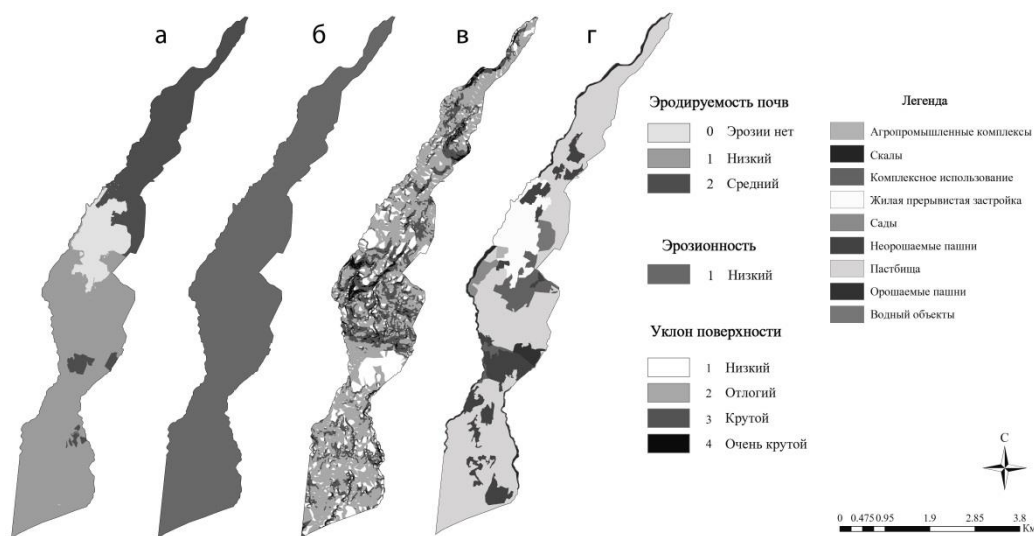 а
б
в
г
Эродируемость почв
0 Эрозии нет
1 Низкий
2 Средний
Эрозионность
1 Низкий
Уклон поверхности
1 Низкий
2 Отлогий
3 Крутой
4 Очень крутой
Легенда
Агропромышленные комплексы
Скалы
Комплексное использование
Жилая прерывистая застройка
Сады
Неорошаемые пашни
Пастбища
Орошаемые пашни
Водный объекты
С
0 0.475 0.95 1.9 2.85 3.8
Км